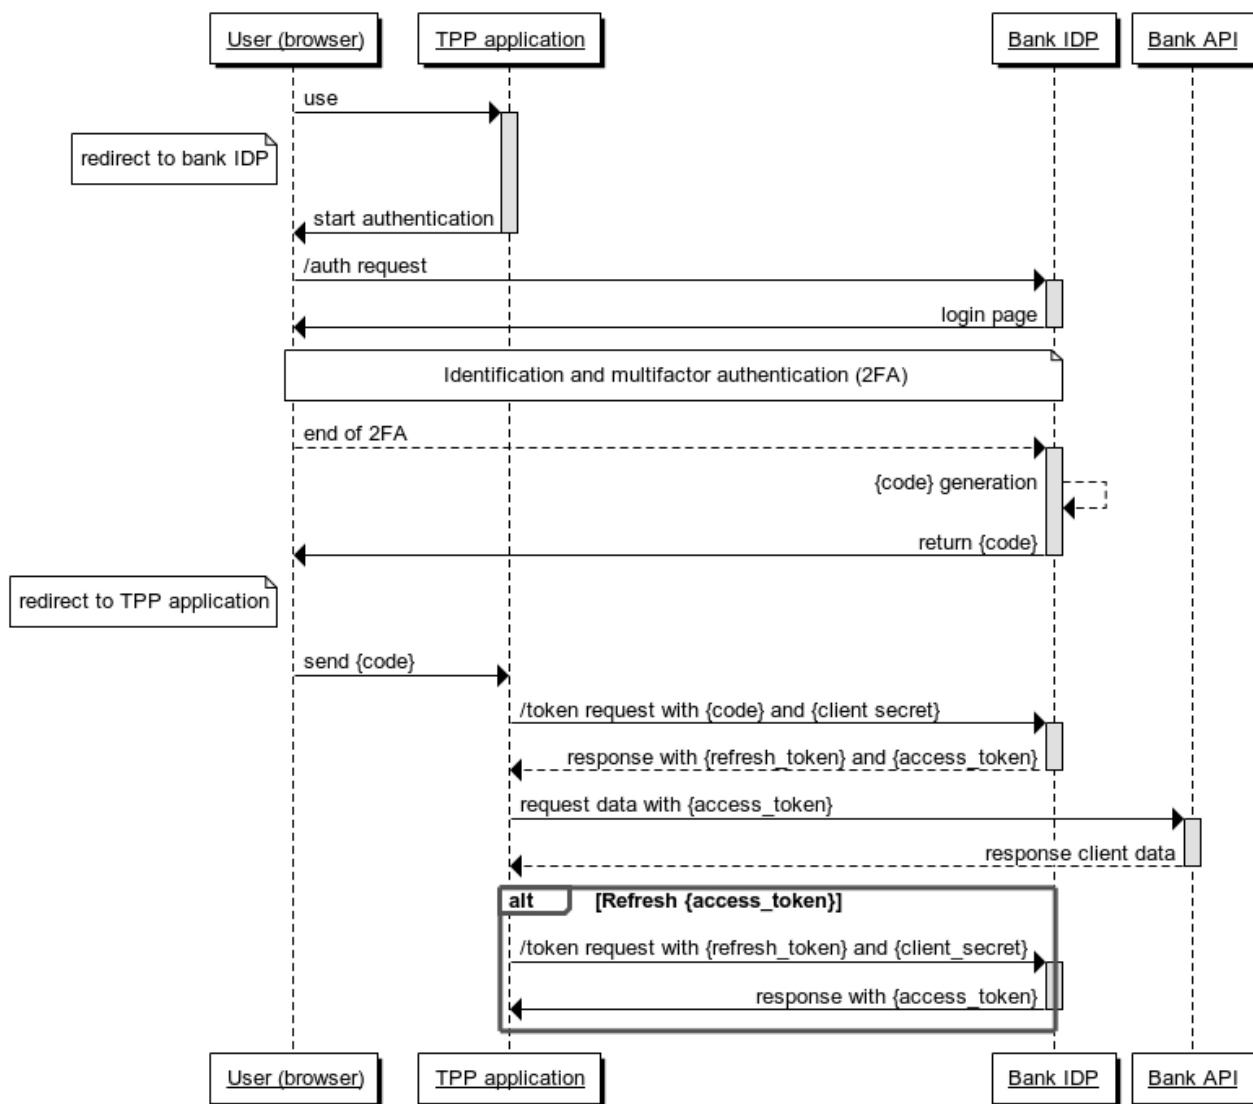 User (browser)
TPP application
Bank IDP
Bank API
use
redirect to bank IDP
start authentication
/auth request
login page
Identification and multifactor authentication (2FA)
end of 2FA
{code} generation
return {code}
redirect to TPP application
send {code}
/token request with {code} and {client secret}
response with {refresh_token} and {access_token}
request data with {access_token}
response client data
alt [Refresh {access_token}]
/token request with {refresh_token} and {client_secret}
response with {access_token}
User (browser)
TPP application
Bank IDP
Bank API